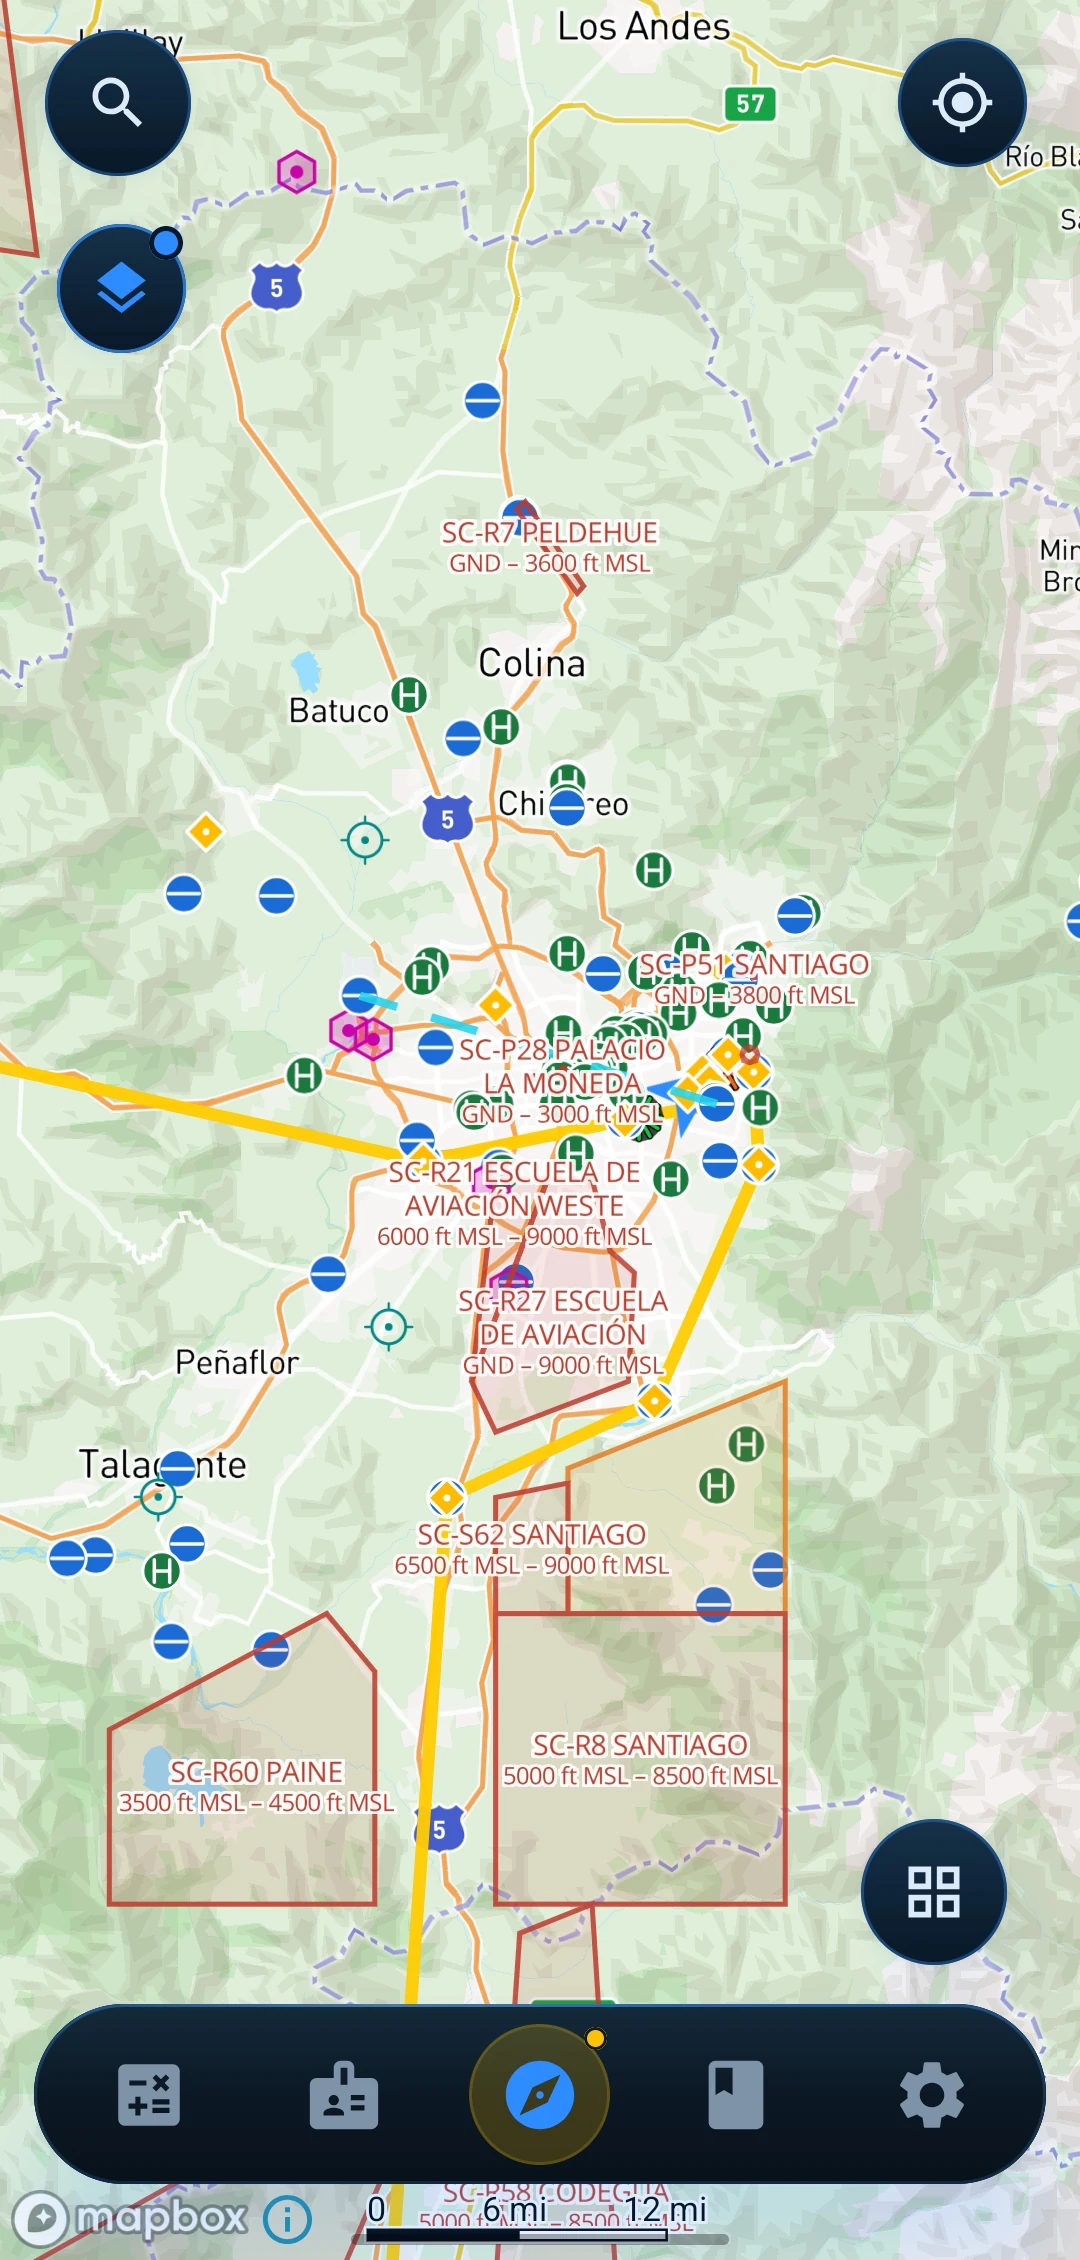 Los Andes
57
5
SC-R7 PELDEHUE
GND – 3600 ft MSL
Colina
Batuco
5
SC-P51 SANTIAGO
GND – 3800 ft MSL
SC-P28 PALACIO
LA MONEDA
GND – 3000 ft MSL
SC-R21 ESCUELA DE
AVIACIÓN WESTE
6000 ft MSL – 9000 ft MSL
SC-R27 ESCUELA
DE AVIACIÓN
GND – 9000 ft MSL
Peñaflor
SC-S62 SANTIAGO
6500 ft MSL – 9000 ft MSL
SC-R8 SANTIAGO
5000 ft MSL – 8500 ft MSL
SC-R60 PAINE
3500 ft MSL – 4500 ft MSL
5
0 6 mi 12 mi
mapbox